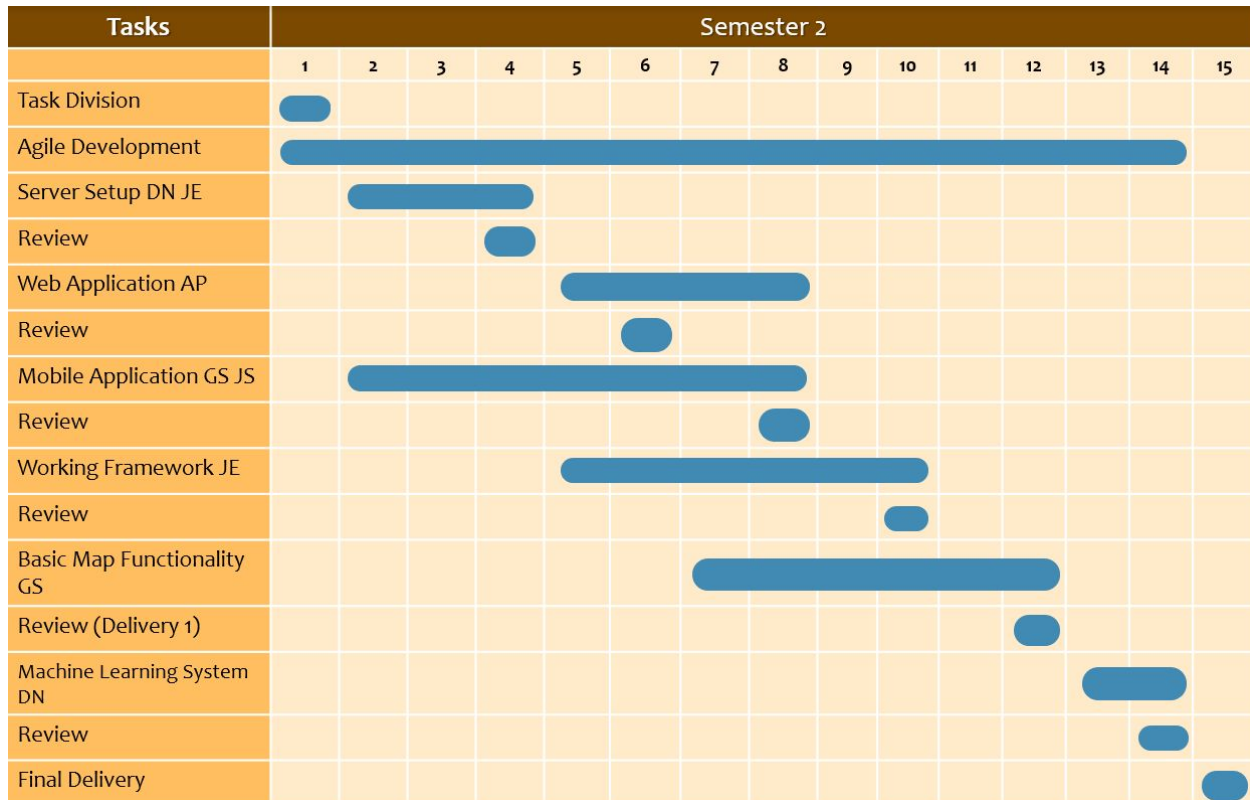 Tasks Semester 2
1 2 3 4 5 6 7 8 9 10 11 12 13 14 15
Task Division
Agile Development
Server Setup DN JE
Review
Web Application AP
Review
Mobile Application GS JS
Review
Working Framework JE
Review
Basic Map Functionality
GS
Review (Delivery 1)
Machine Learning System
DN
Review
Final Delivery